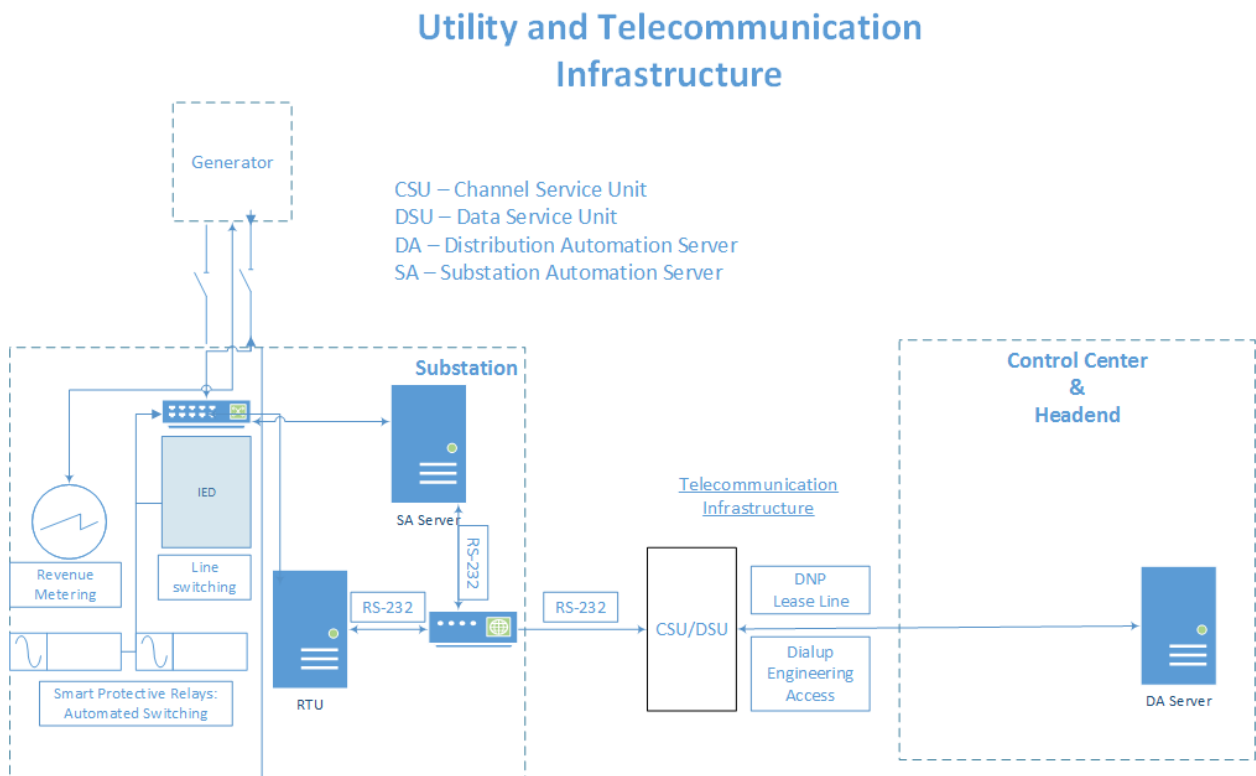 Utility and Telecommunication
Infrastructure
Generator
CSU – Channel Service Unit
DSU – Data Service Unit
DA – Distribution Automation Server
SA – Substation Automation Server
Substation
Control Center
&
Headend
IED
SA Server
Telecommunication
Infrastructure
RS-232
Revenue
Metering
Line
switching
RS-232
RS-232
CSU/DSU
DNP
Lease Line
Dialup
Engineering
Access
Smart Protective Relays:
Automated Switching
RTU
DA Server